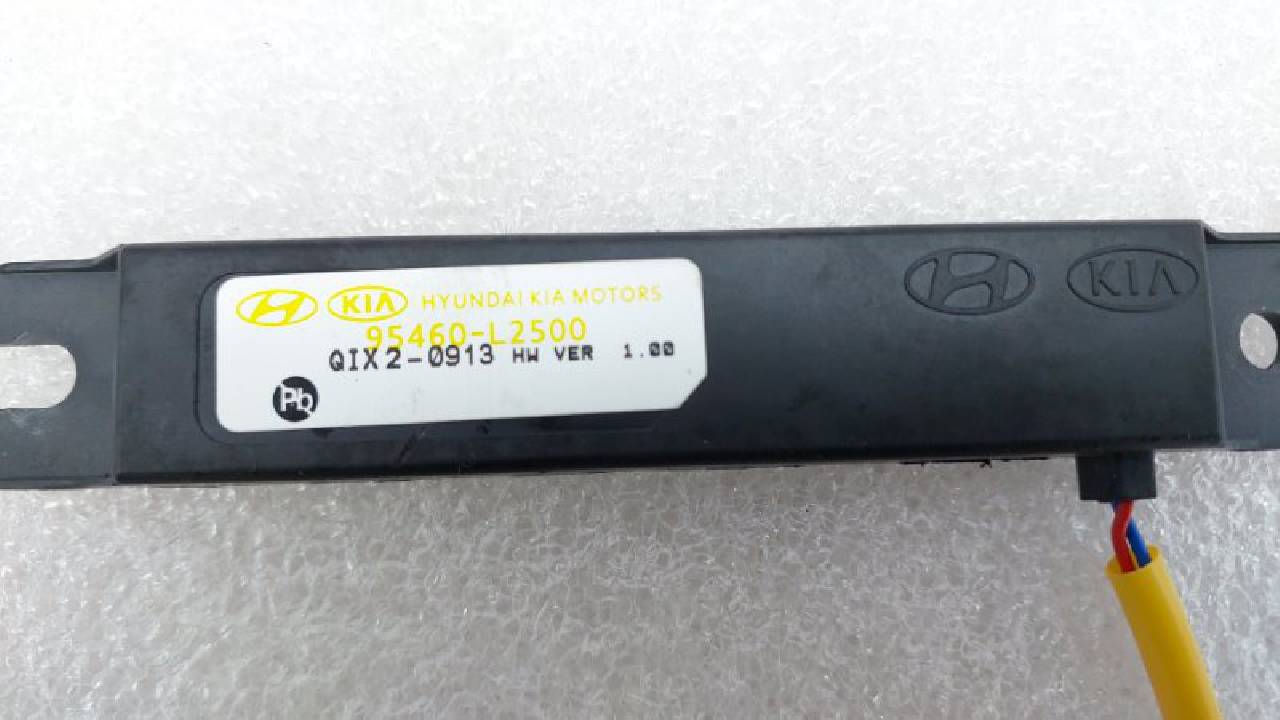 KIA HYUNDAI KIA MOTORS
95460-L2500
QIX2-0913 HW VER 1.00
Pb
KIA